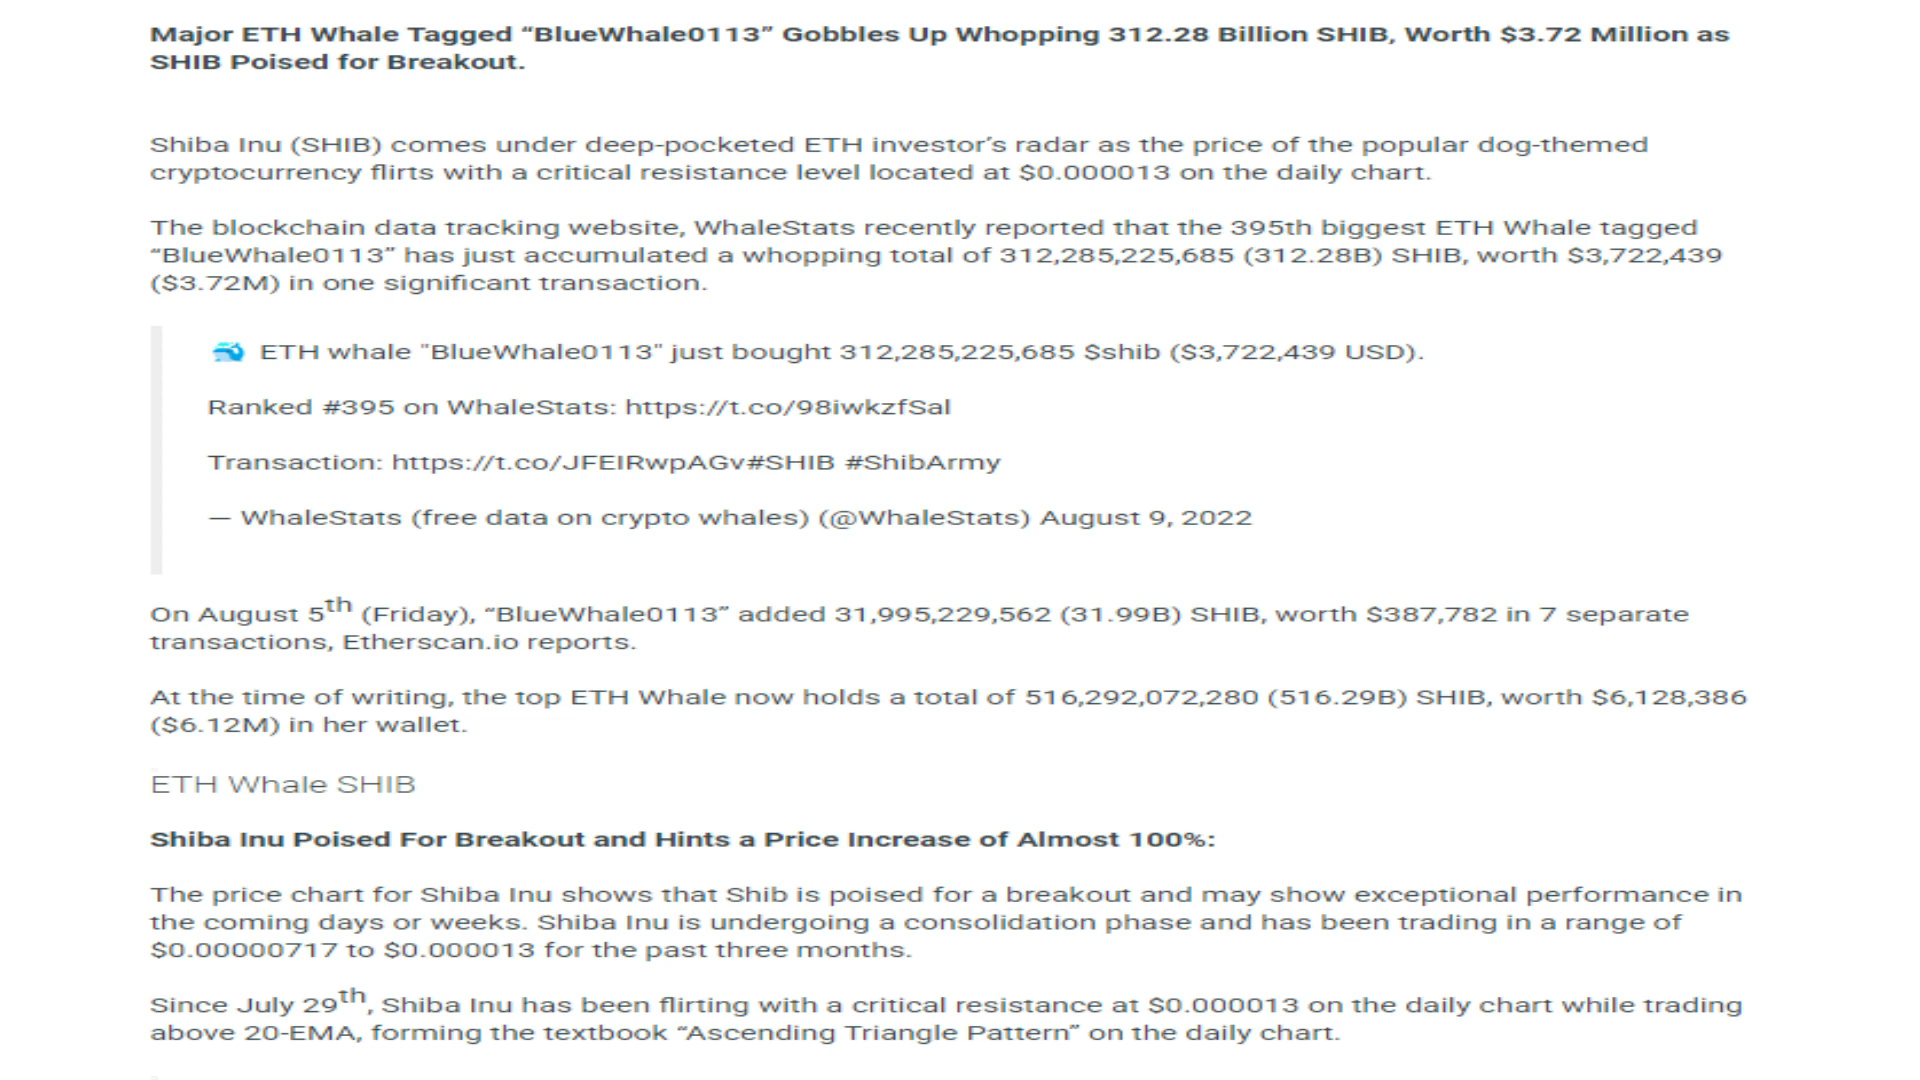 Major ETH Whale Tagged “BlueWhale0113” Gobbles Up Whopping 312.28 Billion SHIB, Worth $3.72 Million as
SHIB Poised for Breakout.
Shiba Inu (SHIB) comes under deep-pocketed ETH investor’s radar as the price of the popular dog-themed
cryptocurrency flirts with a critical resistance level located at $0.000013 on the daily chart.
The blockchain data tracking website, WhaleStats recently reported that the 395th biggest ETH Whale tagged
“BlueWhale0113” has just accumulated a whopping total of 312,285,225,685 (312.28B) SHIB, worth $3,722,439
($3.72M) in one significant transaction.
🐳 ETH whale "BlueWhale0113" just bought 312,285,225,685 $shib ($3,722,439 USD).
Ranked #395 on WhaleStats: https://t.co/98iwkzfSal
Transaction: https://t.co/JFEIRwpAGv#SHIB #ShibArmy
— WhaleStats (free data on crypto whales) (@WhaleStats) August 9, 2022
On August 5th (Friday), “BlueWhale0113” added 31,995,229,562 (31.99B) SHIB, worth $387,782 in 7 separate
transactions, Etherscan.io reports.
At the time of writing, the top ETH Whale now holds a total of 516,292,072,280 (516.29B) SHIB, worth $6,128,386
($6.12M) in her wallet.
ETH Whale SHIB
Shiba Inu Poised For Breakout and Hints a Price Increase of Almost 100%:
The price chart for Shiba Inu shows that Shib is poised for a breakout and may show exceptional performance in
the coming days or weeks. Shiba Inu is undergoing a consolidation phase and has been trading in a range of
$0.00000717 to $0.000013 for the past three months.
Since July 29th, Shiba Inu has been flirting with a critical resistance at $0.000013 on the daily chart while trading
above 20-EMA, forming the textbook “Ascending Triangle Pattern” on the daily chart.